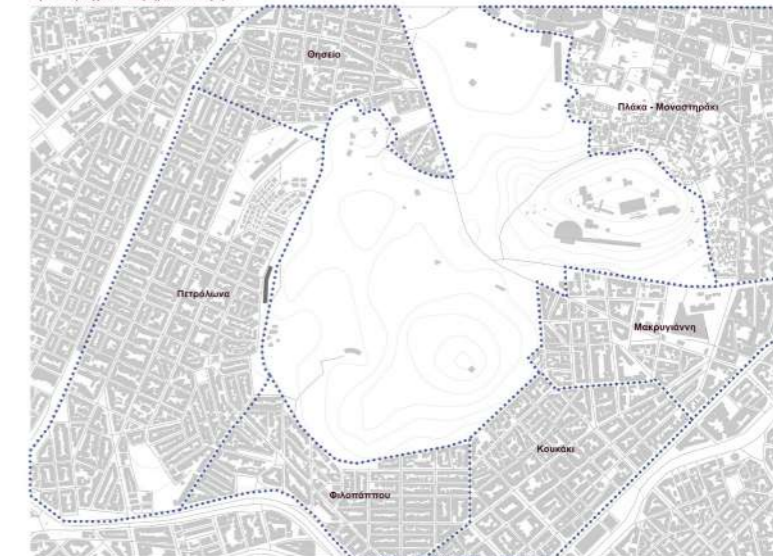 Θησείο
Πλάκα - Μοναστηράκι
Πετράλωνα
Μακρυγιάννη
Κουκάκι
Φιλοπάππου